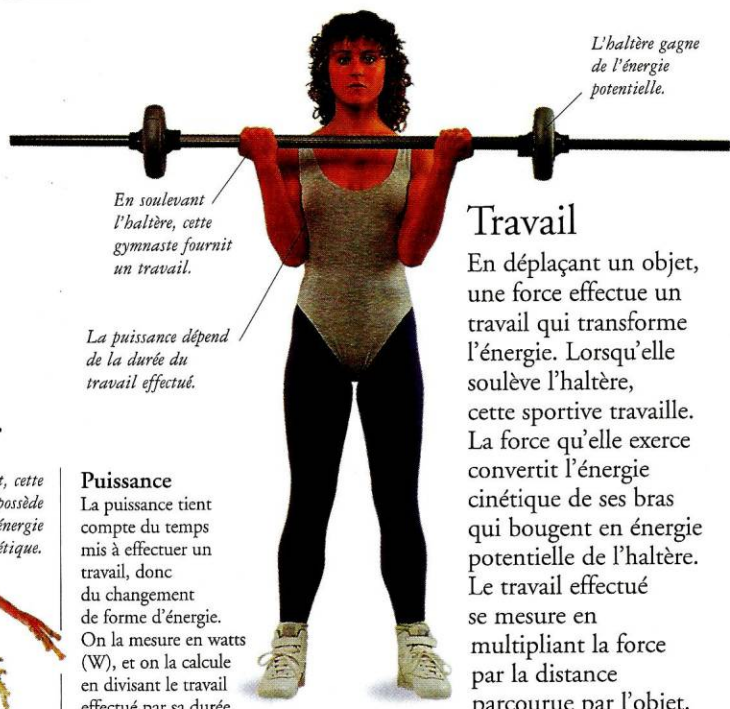 L'haltère gagne
de l'énergie
potentielle.
En soulevant
l'haltère, cette
gymnaste fournit
un travail.
La puissance dépend
de la durée du
travail effectué.
Travail
En déplaçant un objet,
une force effectue un
travail qui transforme
l'énergie. Lorsqu'elle
soulève l'haltère,
cette sportive travaille.
La force qu'elle exerce
convertit l'énergie
cinétique de ses bras
qui bougent en énergie
potentielle de l'haltère.
Le travail effectué
se mesure en
multipliant la force
par la distance
parcourue par l'objet.
cette
possède
énergie
Puissance
La puissance tient
compte du temps
mis à effectuer un
travail, donc
du changement
de forme d'énergie.
On la mesure en watts
(W), et on la calcule
en divisant le travail
effectué par sa durée